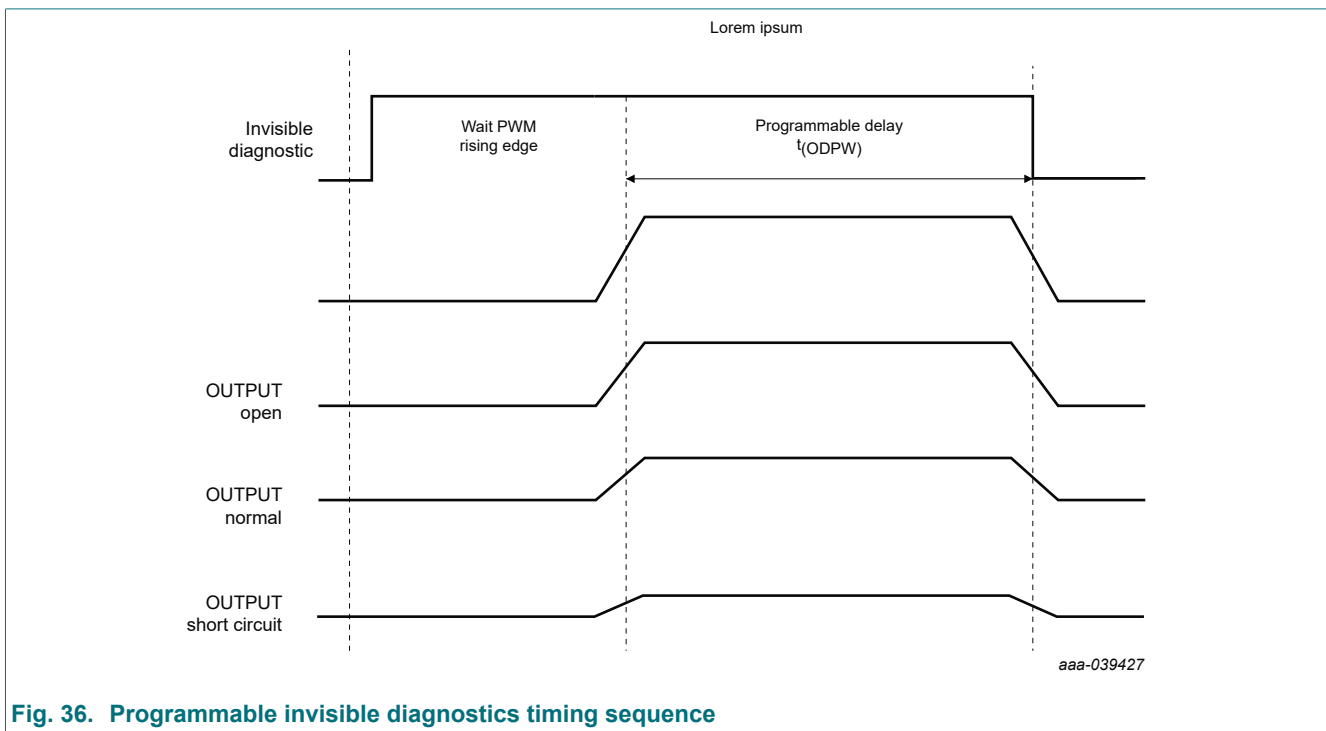 Lorem ipsum
Invisible
diagnostic
Wait PWM
rising edge
Programmable delay
t(ODPW)
OUTPUT
open
OUTPUT
normal
OUTPUT
short circuit
aaa-039427
Fig. 36. Programmable invisible diagnostics timing sequence